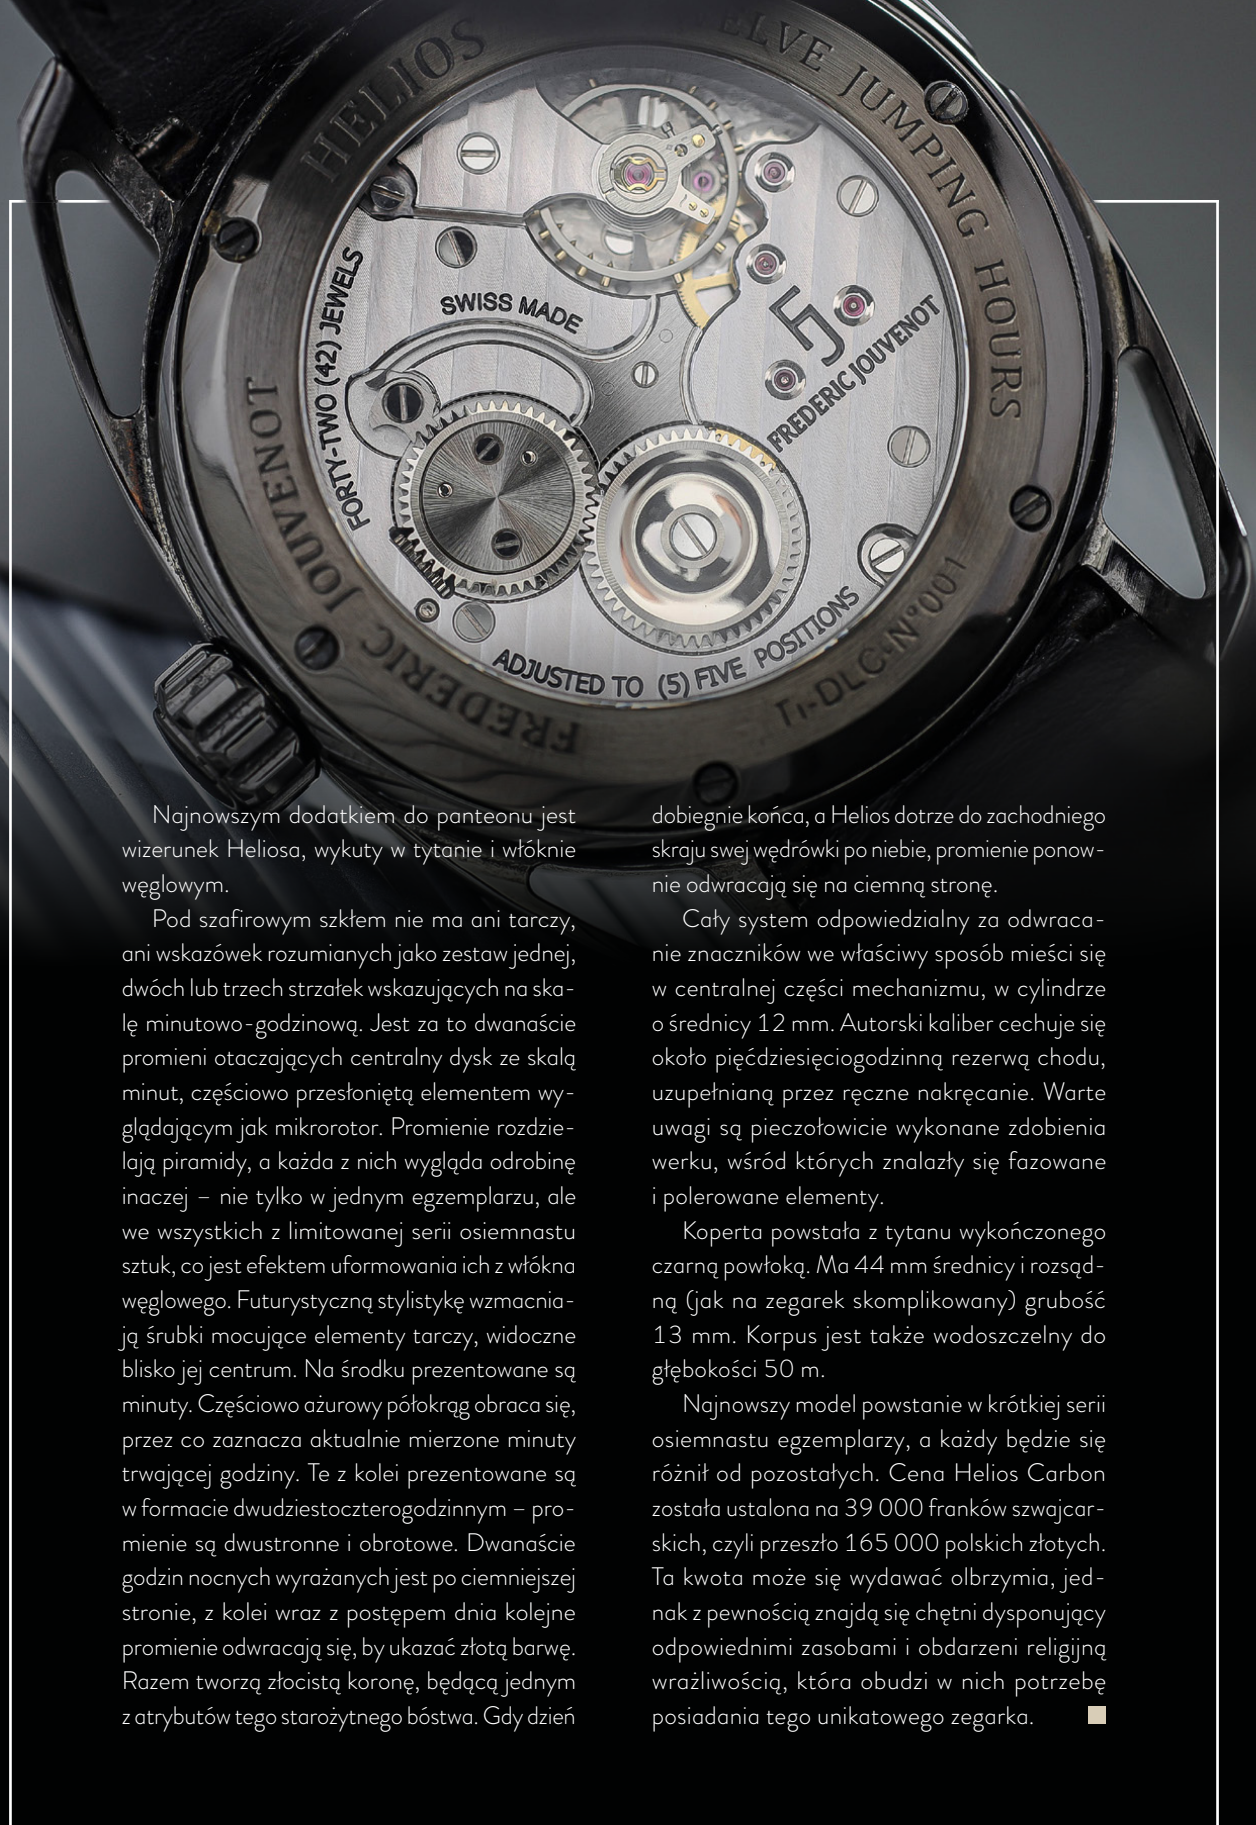 HELIOS
ELVE JUMPING HOURS
FREDERIC JOUVENOT
Ti-DLC-N°001
FORTY-TWO (42) JEWELS
SWISS MADE
FREDERIC JOUVENOT
ADJUSTED TO (5) FIVE POSITIONS
Najnowszym dodatkiem do panteonu jest
wizerunek Heliosa, wykuty w tytanie i włóknie
węglowym.
Pod szafirowym szkłem nie ma ani tarczy,
ani wskazówek rozumianych jako zestaw jednej,
dwóch lub trzech strzałek wskazujących na ska-
lę minutowo-godzinową. Jest za to dwanaście
promieni otaczających centralny dysk ze skalą
minut, częściowo przesłoniętą elementem wy-
glądającym jak mikrorotor. Promienie rozdzie-
lają piramidy, a każda z nich wygląda odrobinę
inaczej – nie tylko w jednym egzemplarzu, ale
we wszystkich z limitowanej serii osiemnastu
sztuk, co jest efektem uformowania ich z włókna
węglowego. Futurystyczną stylistykę wzmacnia-
ją śrubki mocujące elementy tarczy, widoczne
blisko jej centrum. Na środku prezentowane są
minuty. Częściowo ażurowy półokrąg obraca się,
przez co zaznacza aktualnie mierzone minuty
trwającej godziny. Te z kolei prezentowane są
w formacie dwudziestoczterogodzinnym – pro-
mienie są dwustronne i obrotowe. Dwanaście
godzin nocnych wyrażanych jest po ciemniejszej
stronie, z kolei wraz z postępem dnia kolejne
promienie odwracają się, by ukazać złotą barwę.
Razem tworzą złocistą koronę, będącą jednym
z atrybutów tego starożytnego bóstwa. Gdy dzień
dobiegnie końca, a Helios dotrze do zachodniego
skraju swej wędrówki po niebie, promienie ponow-
nie odwracają się na ciemną stronę.
Cały system odpowiedzialny za odwraca-
nie znaczników we właściwy sposób mieści się
w centralnej części mechanizmu, w cylindrze
o średnicy 12 mm. Autorski kaliber cechuje się
około pięćdziesięciogodzinną rezerwą chodu,
uzupełnianą przez ręczne nakręcanie. Warte
uwagi są pieczołowicie wykonane zdobienia
werku, wśród których znalazły się fazowane
i polerowane elementy.
Koperta powstała z tytanu wykończonego
czarną powłoką. Ma 44 mm średnicy i rozsąd-
ną (jak na zegarek skomplikowany) grubość
13 mm. Korpus jest także wodoszczelny do
głębokości 50 m.
Najnowszy model powstanie w krótkiej serii
osiemnastu egzemplarzy, a każdy będzie się
różnił od pozostałych. Cena Helios Carbon
została ustalona na 39 000 franków szwajcar-
skich, czyli przeszło 165 000 polskich złotych.
Ta kwota może się wydawać olbrzymia, jed-
nak z pewnością znajdą się chętni dysponujący
odpowiednimi zasobami i obdarzeni religijną
wrażliwością, która obudzi w nich potrzebę
posiadania tego unikatowego zegarka.